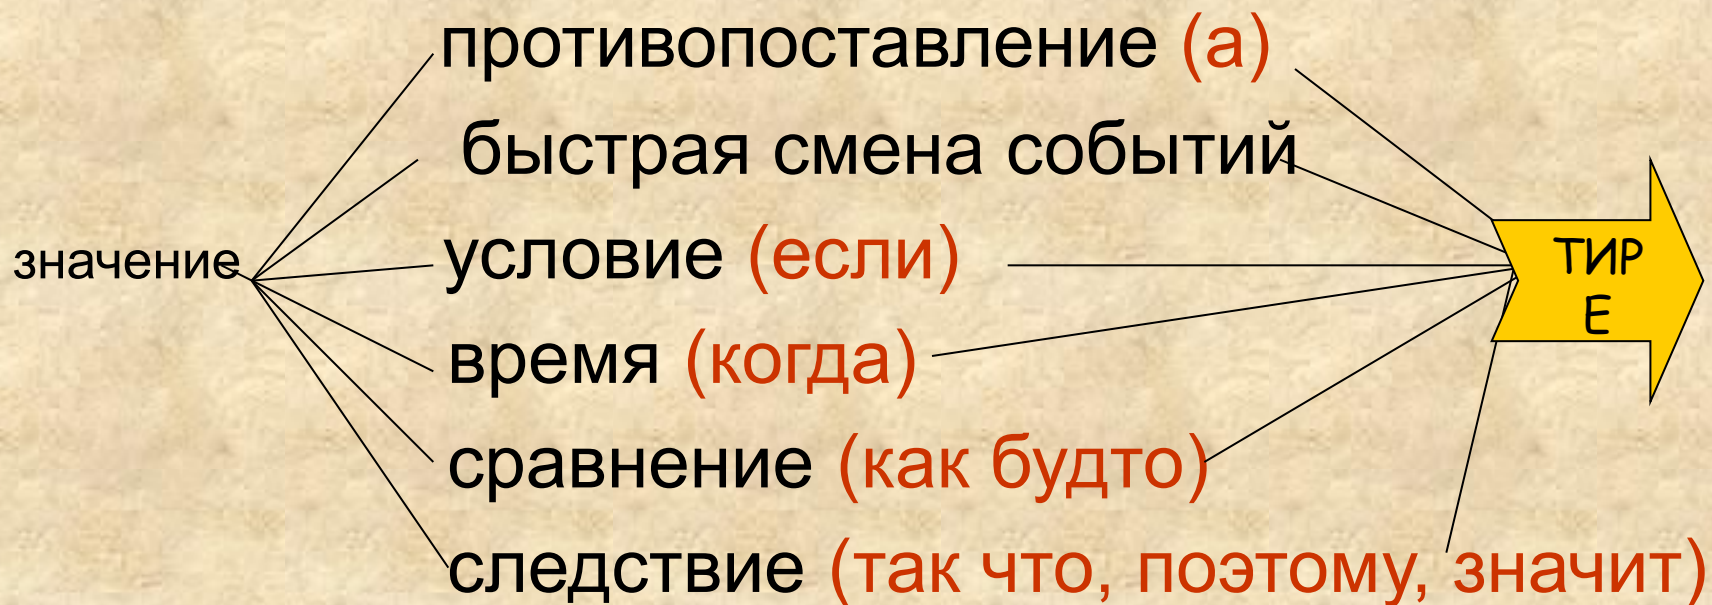 противопоставление (а)
быстрая смена событий
значение
условие (если)
время (когда)
сравнение (как будто)
следствие (так что, поэтому, значит)
ТИР
Е